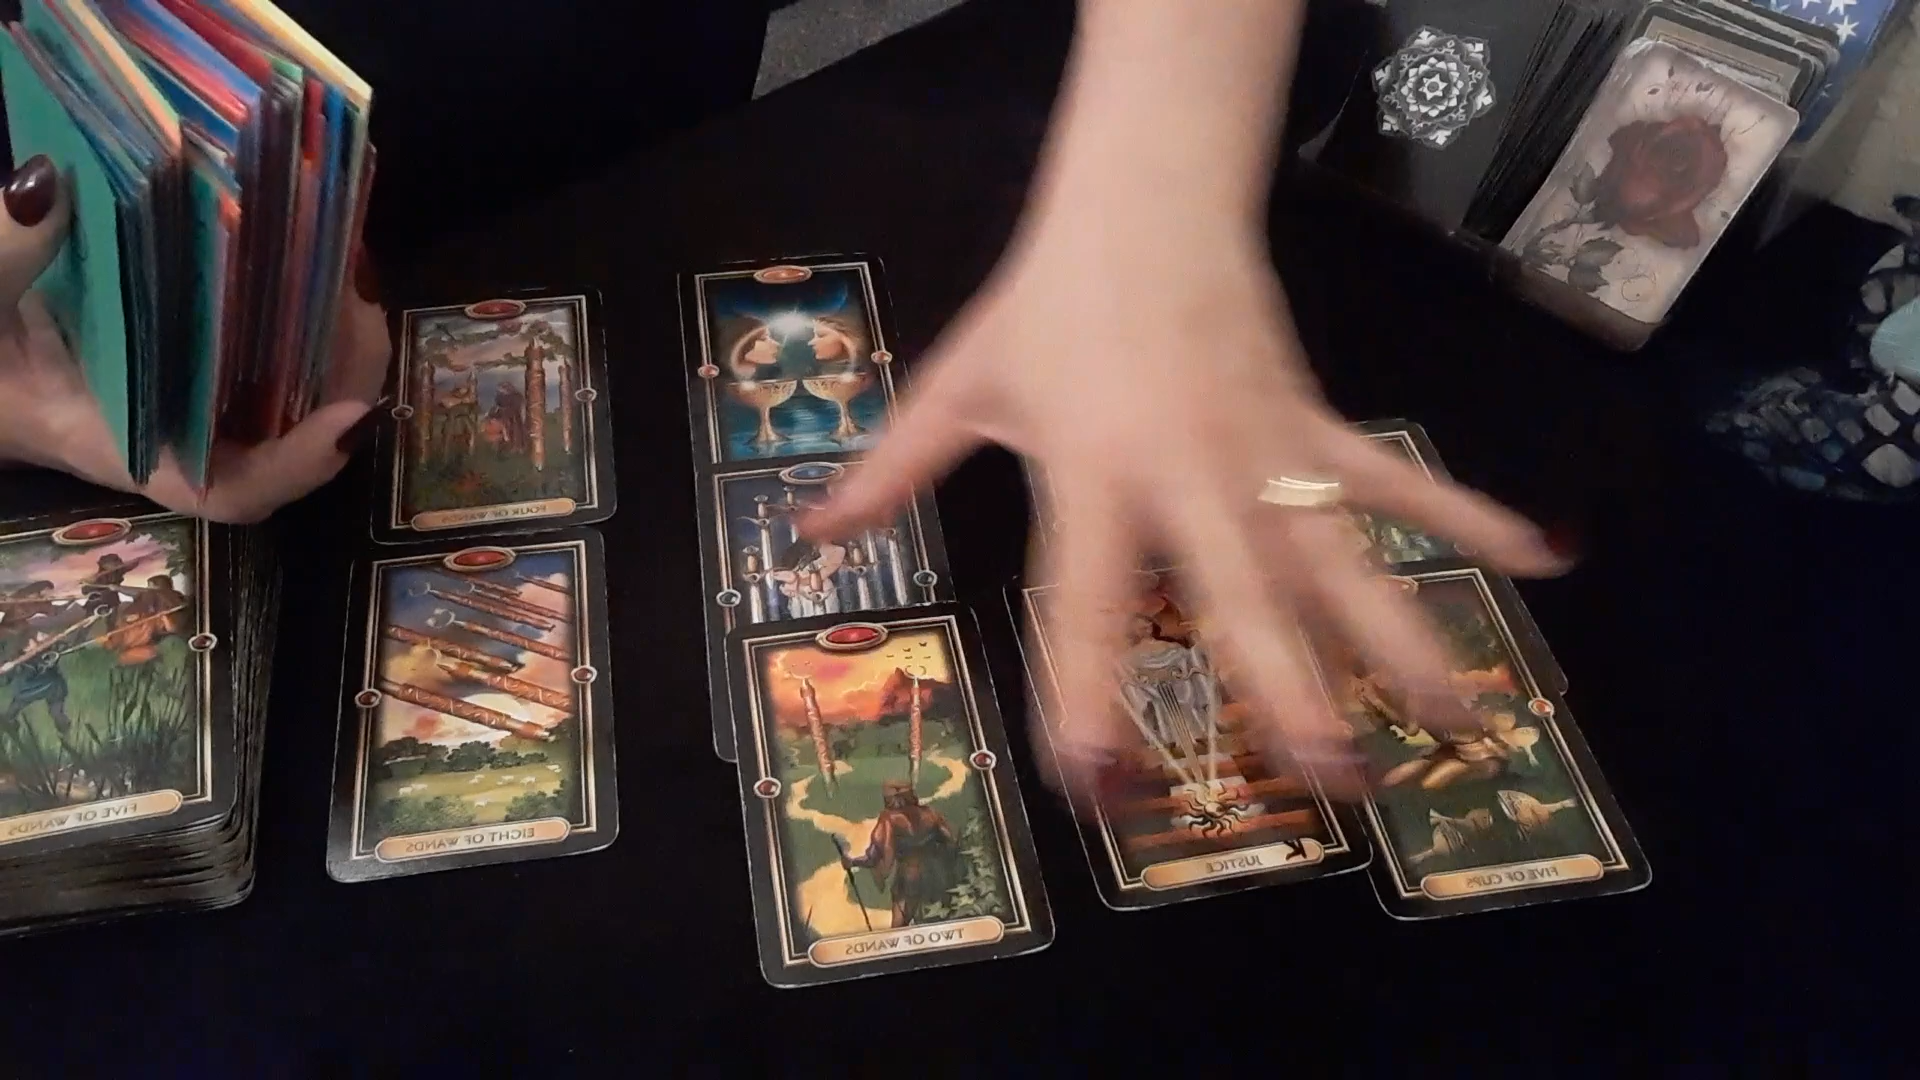 FOUR OF WANDS
FIVE OF WANDS
EIGHT OF WANDS
TWO OF WANDS
JUSTICE
FIVE OF CUPS